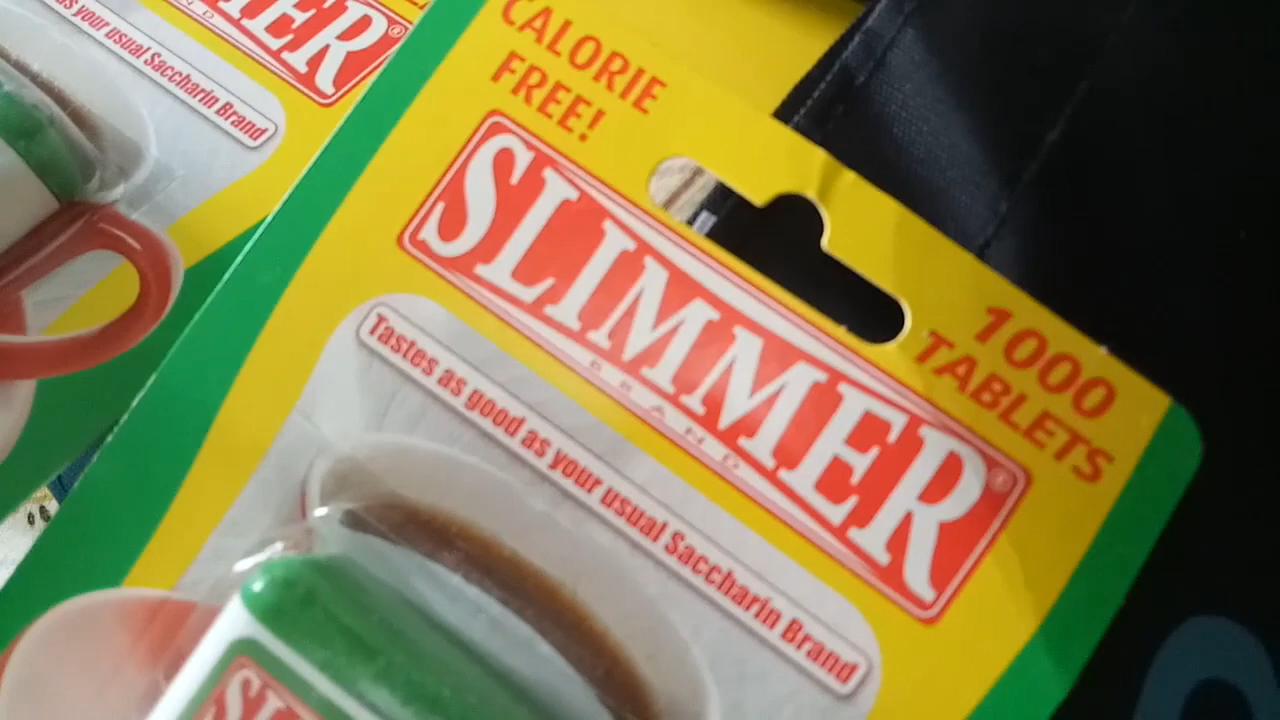 as your usual Saccharin Brand
CALORIE
FREE!
SLIMMER®
BRAND
1000
TABLETS
Tastes as good as your usual Saccharin Brand